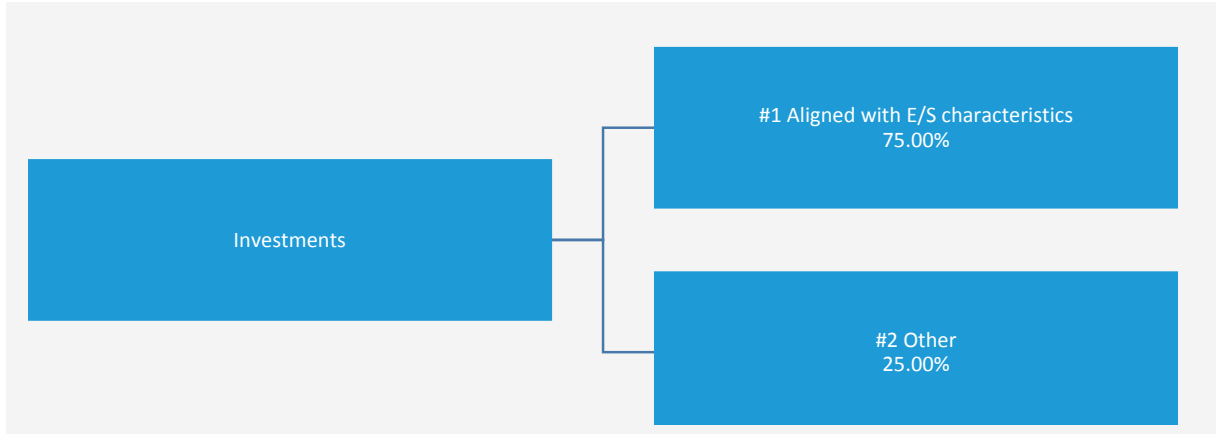 Investments
#1 Aligned with E/S characteristics
75.00%
#2 Other
25.00%